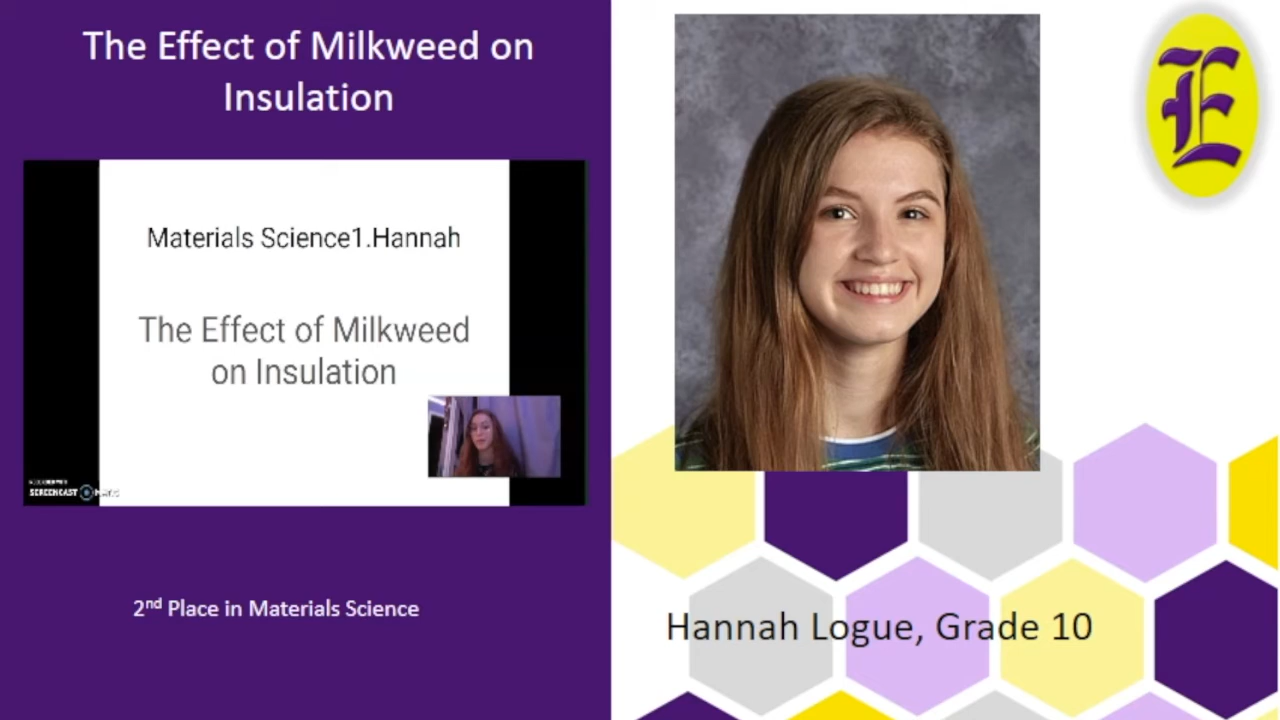 The Effect of Milkweed on
Insulation
Materials Science1.Hannah
The Effect of Milkweed
on Insulation
SCREENCAST
2nd Place in Materials Science
E
Hannah Logue, Grade 10